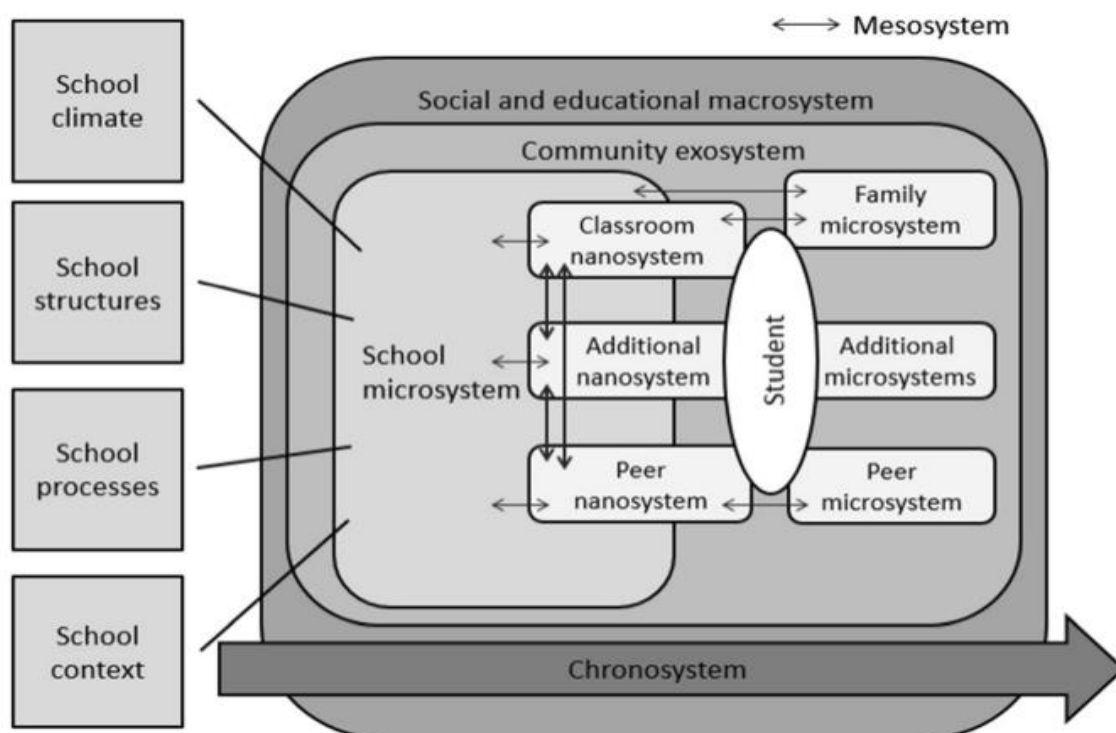 Mesosystem
School
climate
School
structures
School
processes
School
context
Social and educational macrosystem
Community exosystem
School
microsystem
Classroom
nanosystem
Additional
nanosystem
Peer
nanosystem
Student
Family
microsystem
Additional
microsystems
Peer
microsystem
Chronosystem